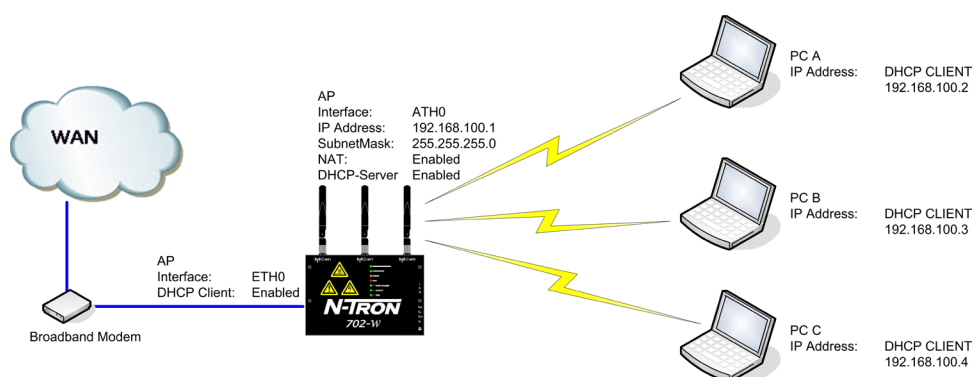 WAN
AP
Interface: ATH0
IP Address: 192.168.100.1
SubnetMask: 255.255.255.0
NAT: Enabled
DHCP-Server Enabled
AP
Interface: ETH0
DHCP Client: Enabled
Broadband Modem
N-TRON
702-W
PC A
IP Address: DHCP CLIENT
192.168.100.2
PC B
IP Address: DHCP CLIENT
192.168.100.3
PC C
IP Address: DHCP CLIENT
192.168.100.4